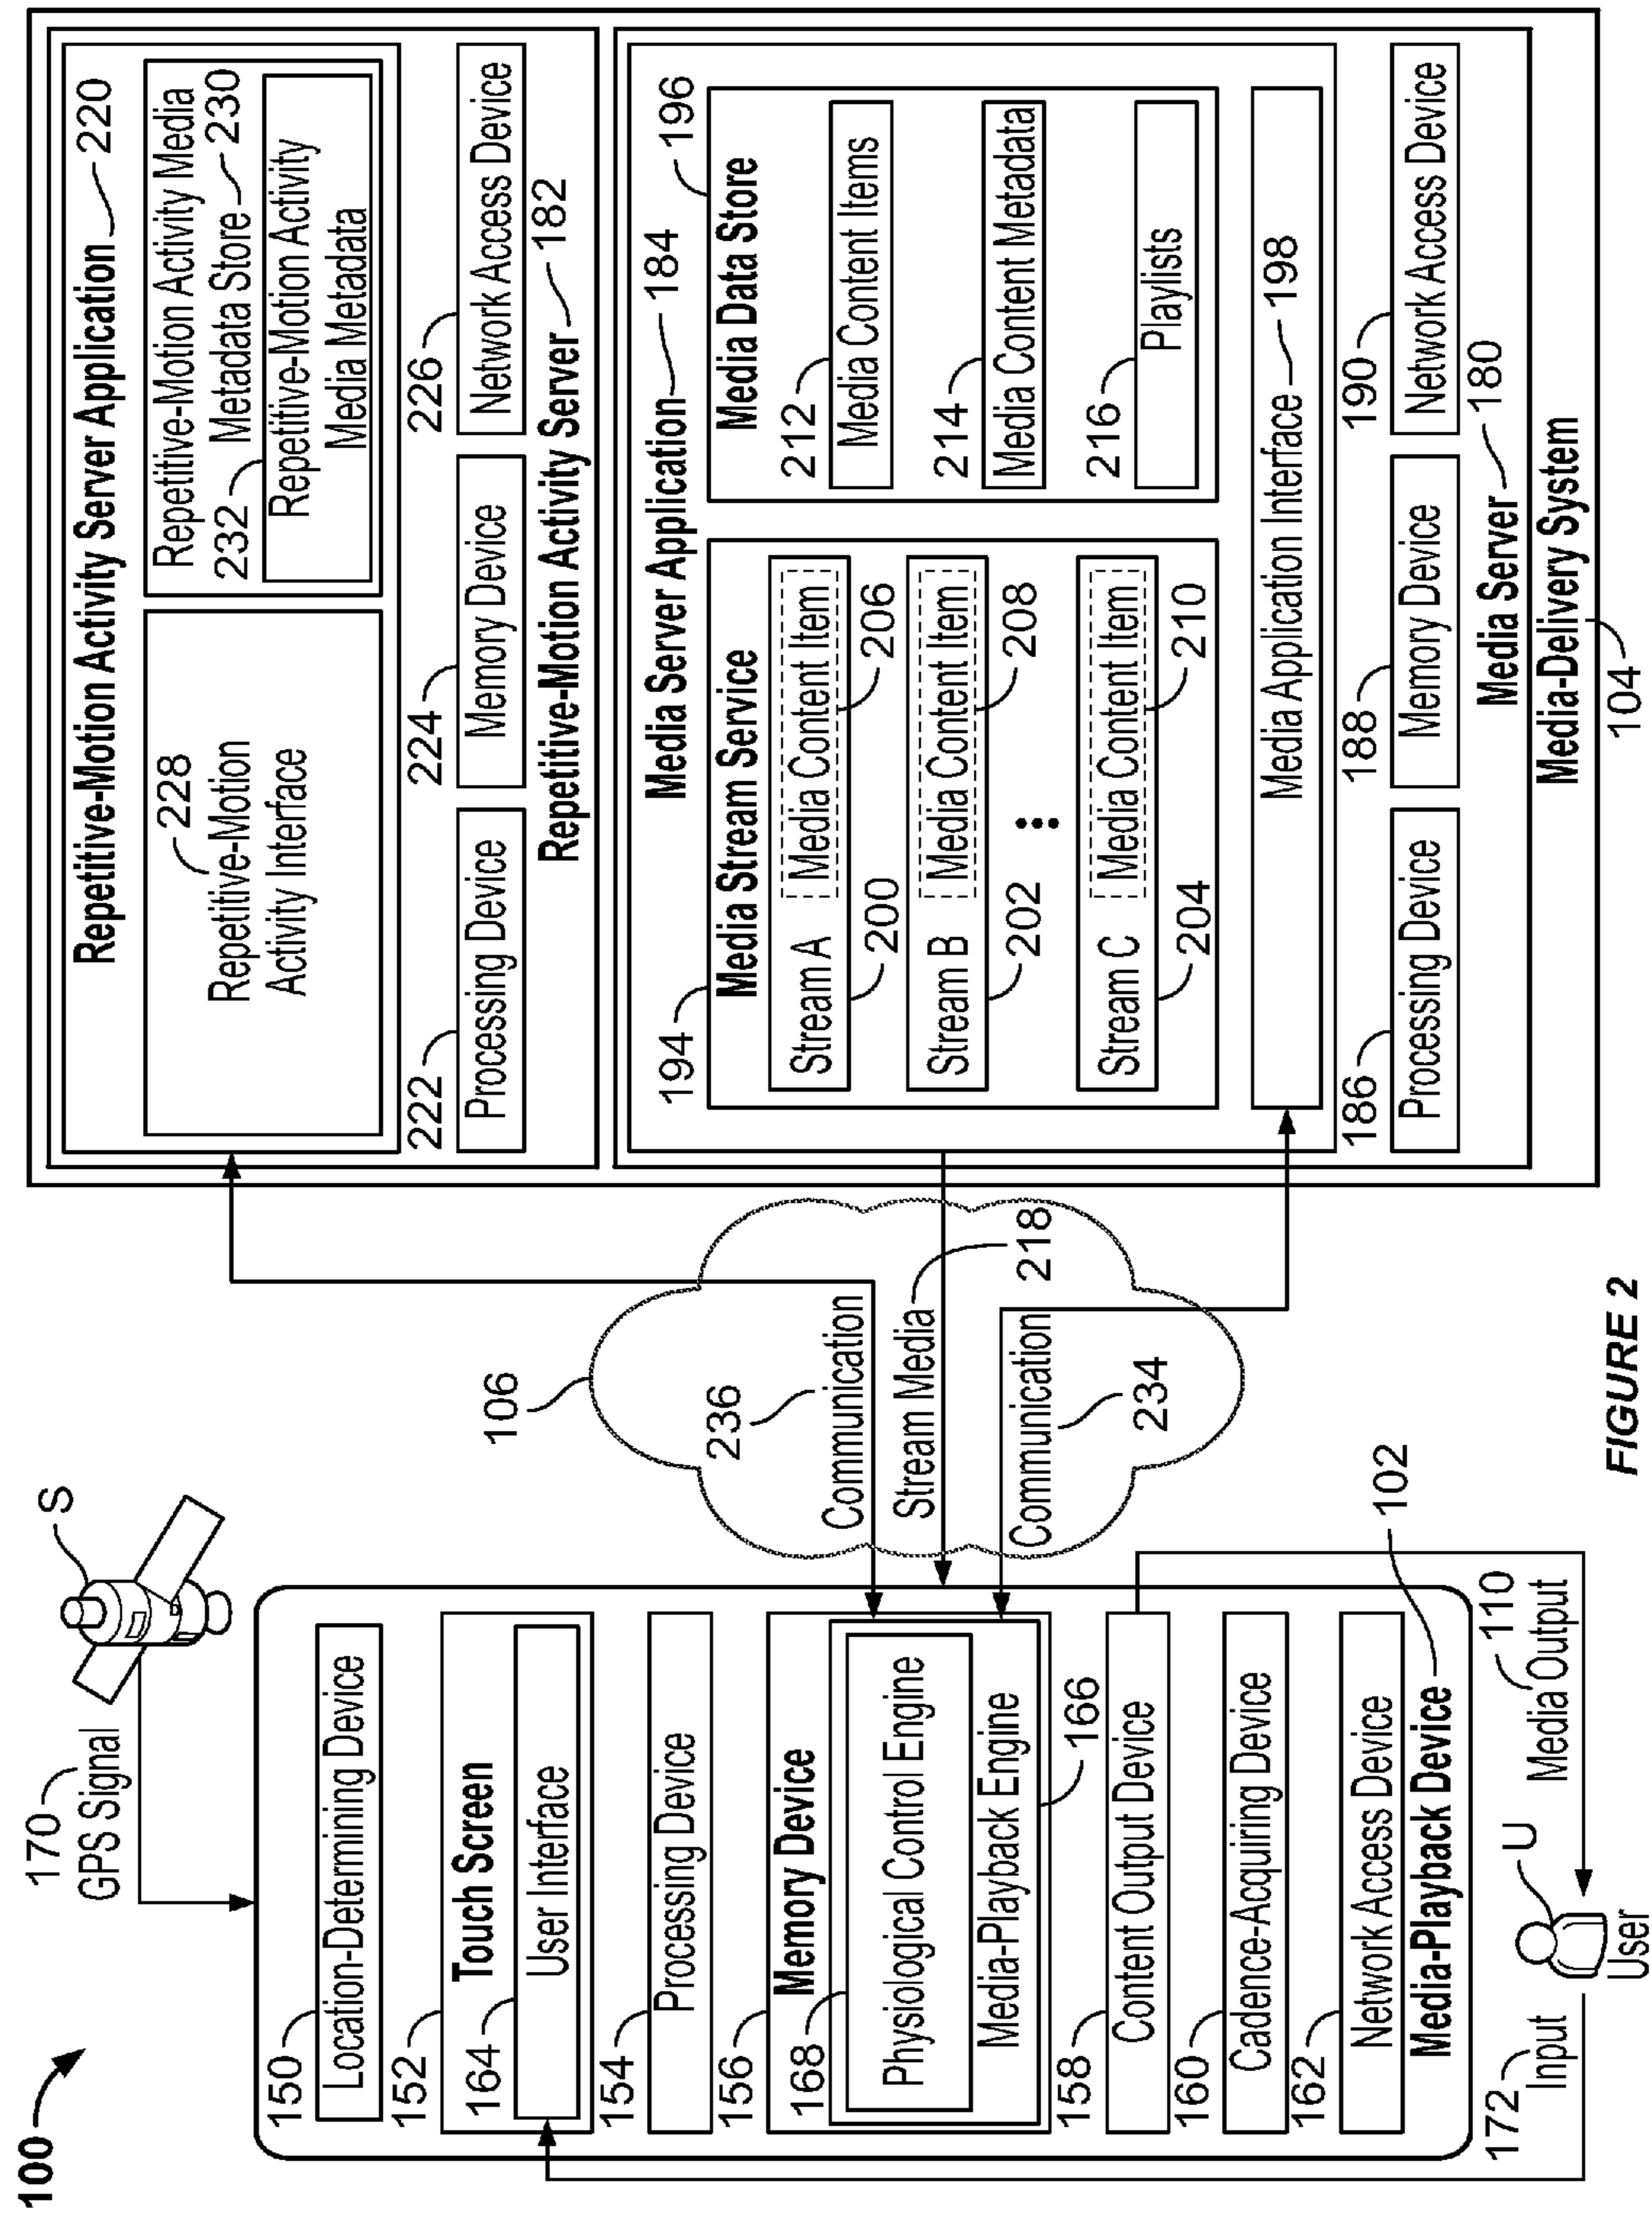 100
170
GPS Signal
S
150
Location-Determining Device
152
Touch Screen
164
User Interface
154
Processing Device
156
Memory Device
168
Physiological Control Engine
Media-Playback Engine
166
158
Content Output Device
160
Cadence-Acquiring Device
162
Network Access Device
Media-Playback Device
102
172
Input
U
User
110
Media Output
106
236
Communication
Stream Media
218
Communication
234
Repetitive-Motion Activity Server Application
220
228
Repetitive-Motion
Activity Interface
Repetitive-Motion Activity Media
Metadata Store
230
232
Repetitive-Motion Activity
Media Metadata
222
Processing Device
224
Memory Device
226
Network Access Device
Repetitive-Motion Activity Server
182
Media Server Application
184
194
Media Stream Service
Stream A
Media Content Item
200
206
Stream B
Media Content Item
202
208
Stream C
Media Content Item
204
210
196
Media Data Store
212
Media Content Items
214
Media Content Metadata
216
Playlists
Media Application Interface
198
186
Processing Device
188
Memory Device
190
Network Access Device
Media Server
180
Media-Delivery System
104
FIGURE 2